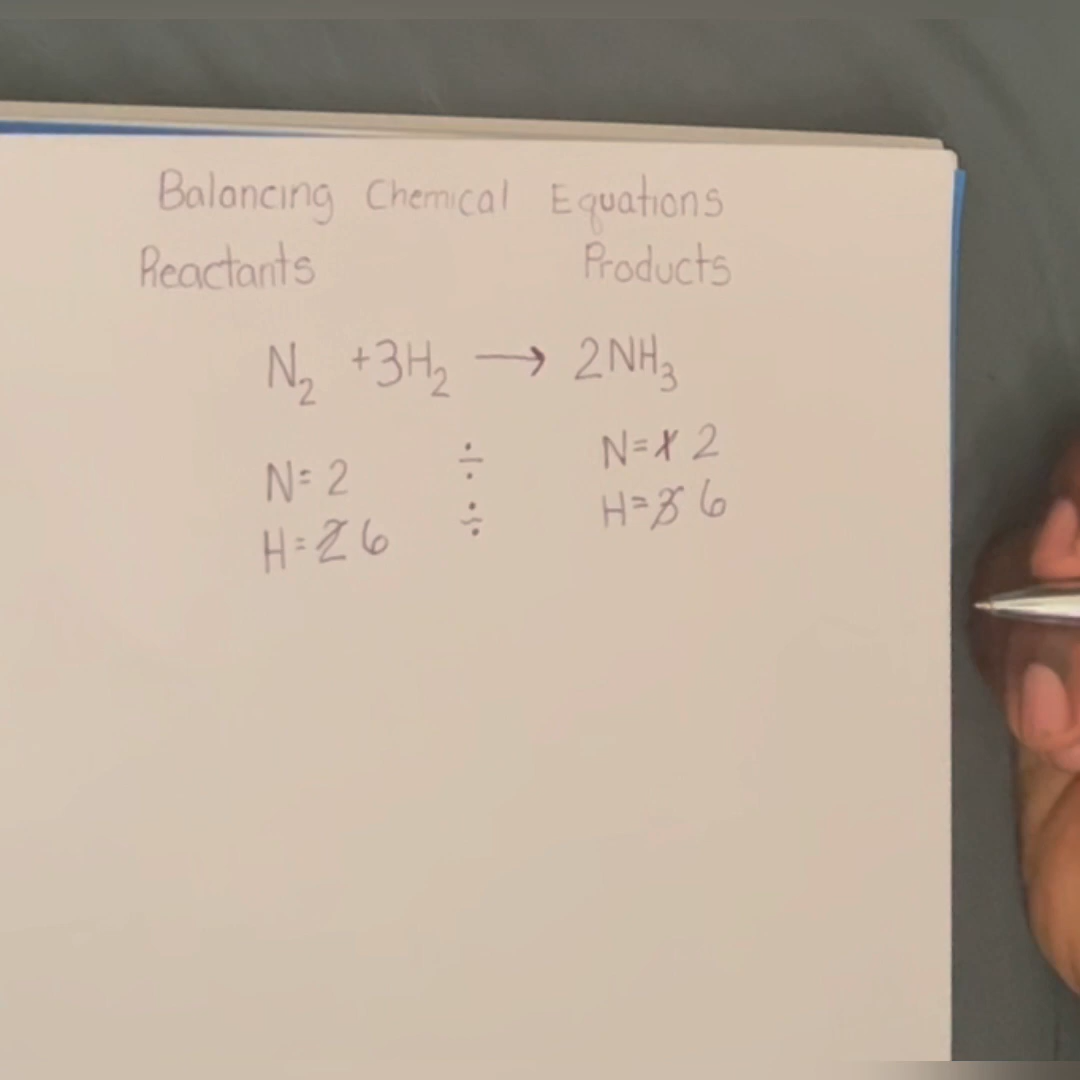 Balancing Chemical Equations
Reactants Products
N₂ +3H₂ → 2NH₃
N=2 ÷ N=1 2
H=2 6 ÷ H=3 6